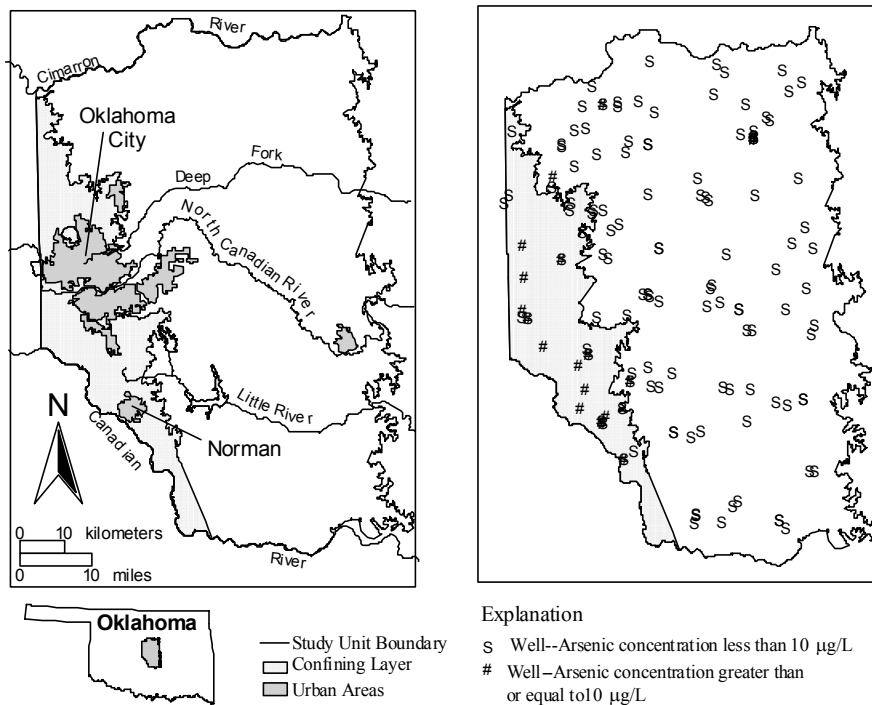 River
Cimarron
Oklahoma
City
Deep
Fork
North Canadian River
Little River
N
Canadian
Norman
River
0 10 kilometers
0 10
miles
Oklahoma
Study Unit Boundary
Confining Layer
Urban Areas
Explanation
S Well--Arsenic concentration less than 10 µg/L
# Well–Arsenic concentration greater than
or equal to10 µg/L